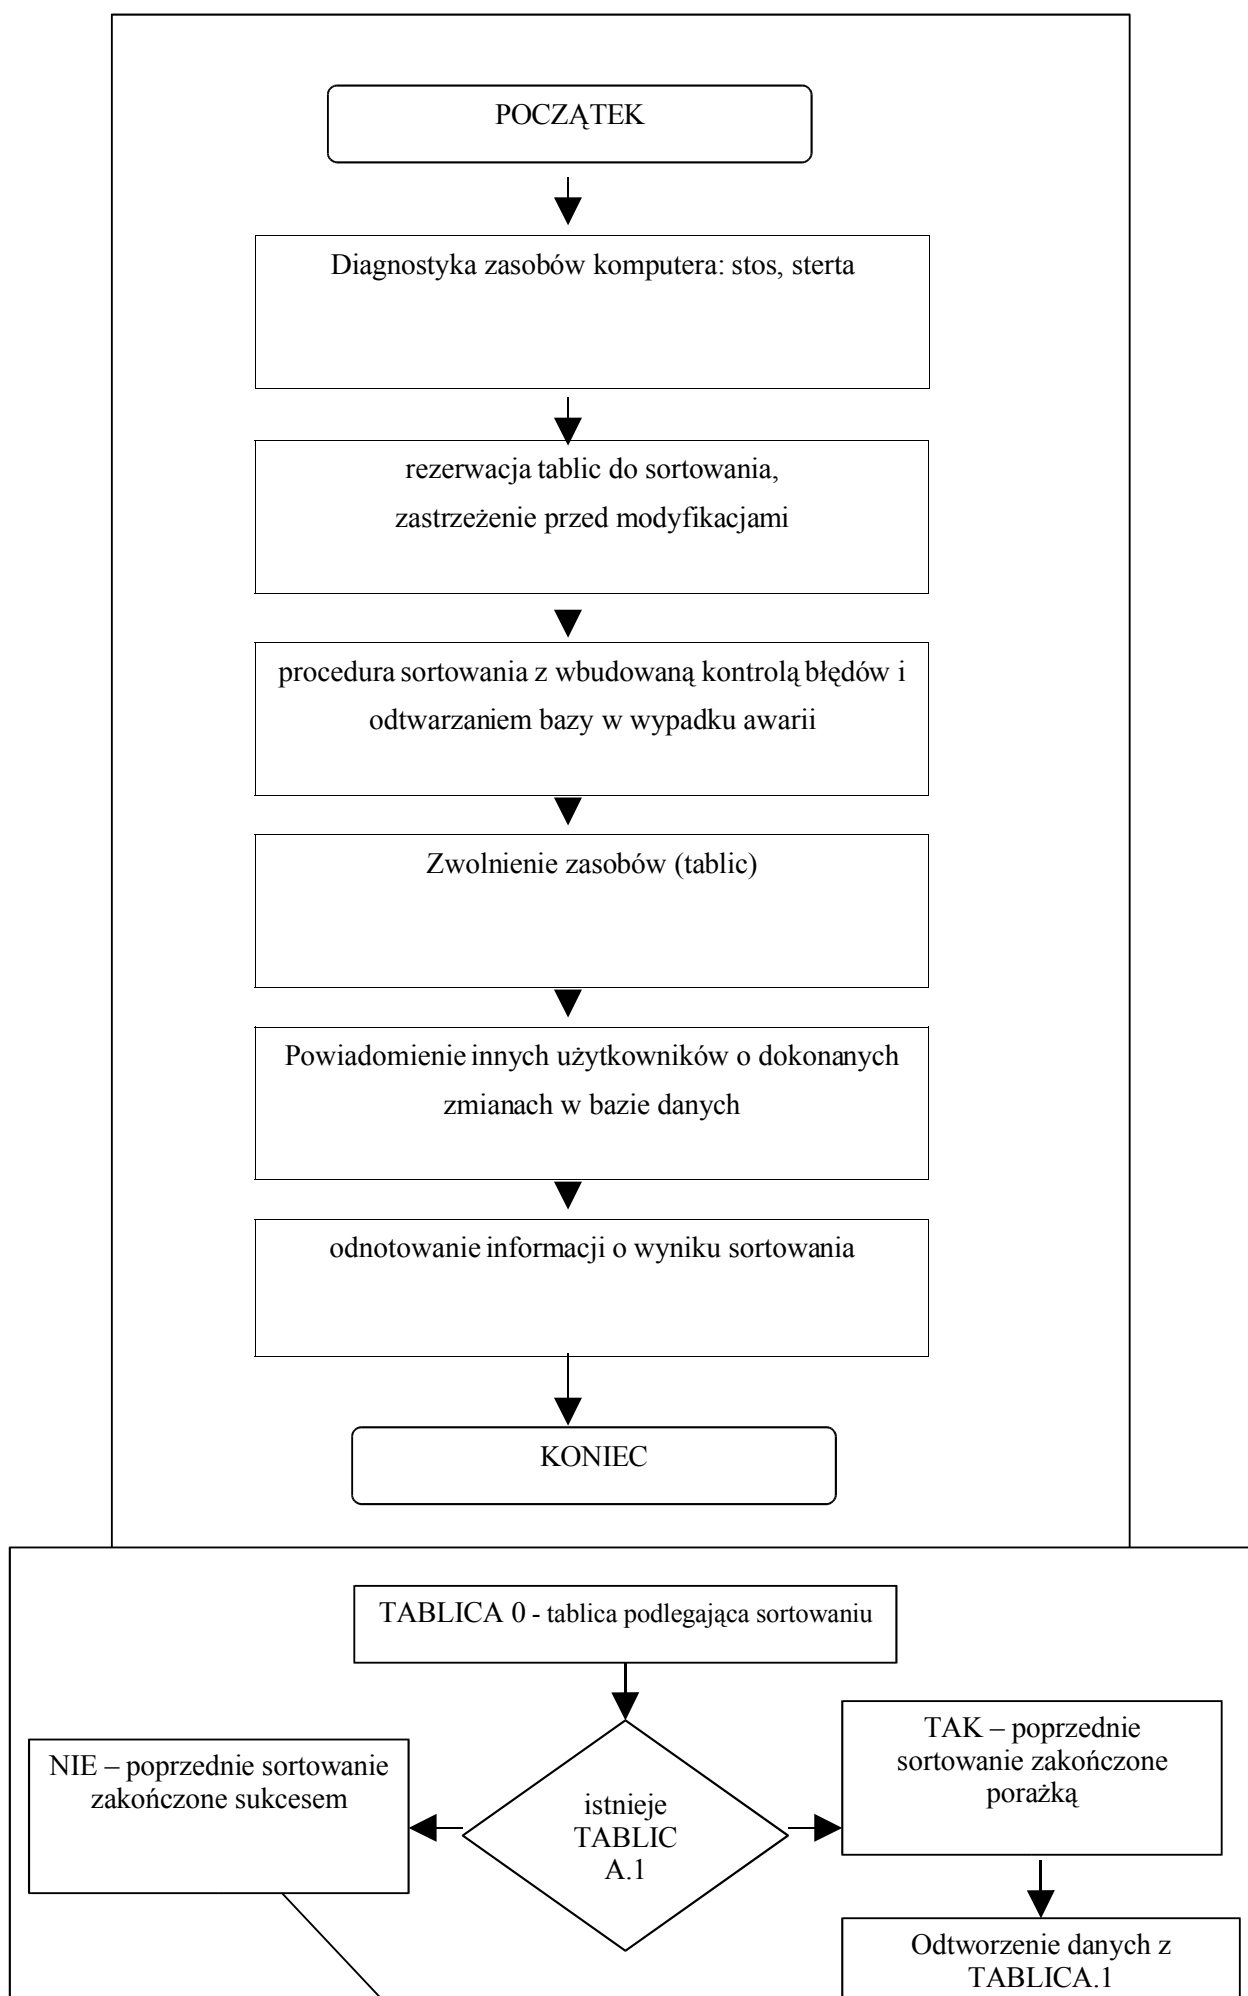 POCZĄTEK
Diagnostyka zasobów komputera: stos, sterta
rezerwacja tablic do sortowania,
zastrzeżenie przed modyfikacjami
procedura sortowania z wbudowaną kontrolą błędów i
odtwarzaniem bazy w wypadku awarii
Zwolnienie zasobów (tablic)
Powiadomienie innych użytkowników o dokonanych
zmianach w bazie danych
odnotowanie informacji o wyniku sortowania
KONIEC
TABLICA 0 - tablica podlegająca sortowaniu
NIE – poprzednie sortowanie
zakończone sukcesem
istnieje
TABLIC
A.1
TAK – poprzednie
sortowanie zakończone
porażką
Odtworzenie danych z
TABLICA.1